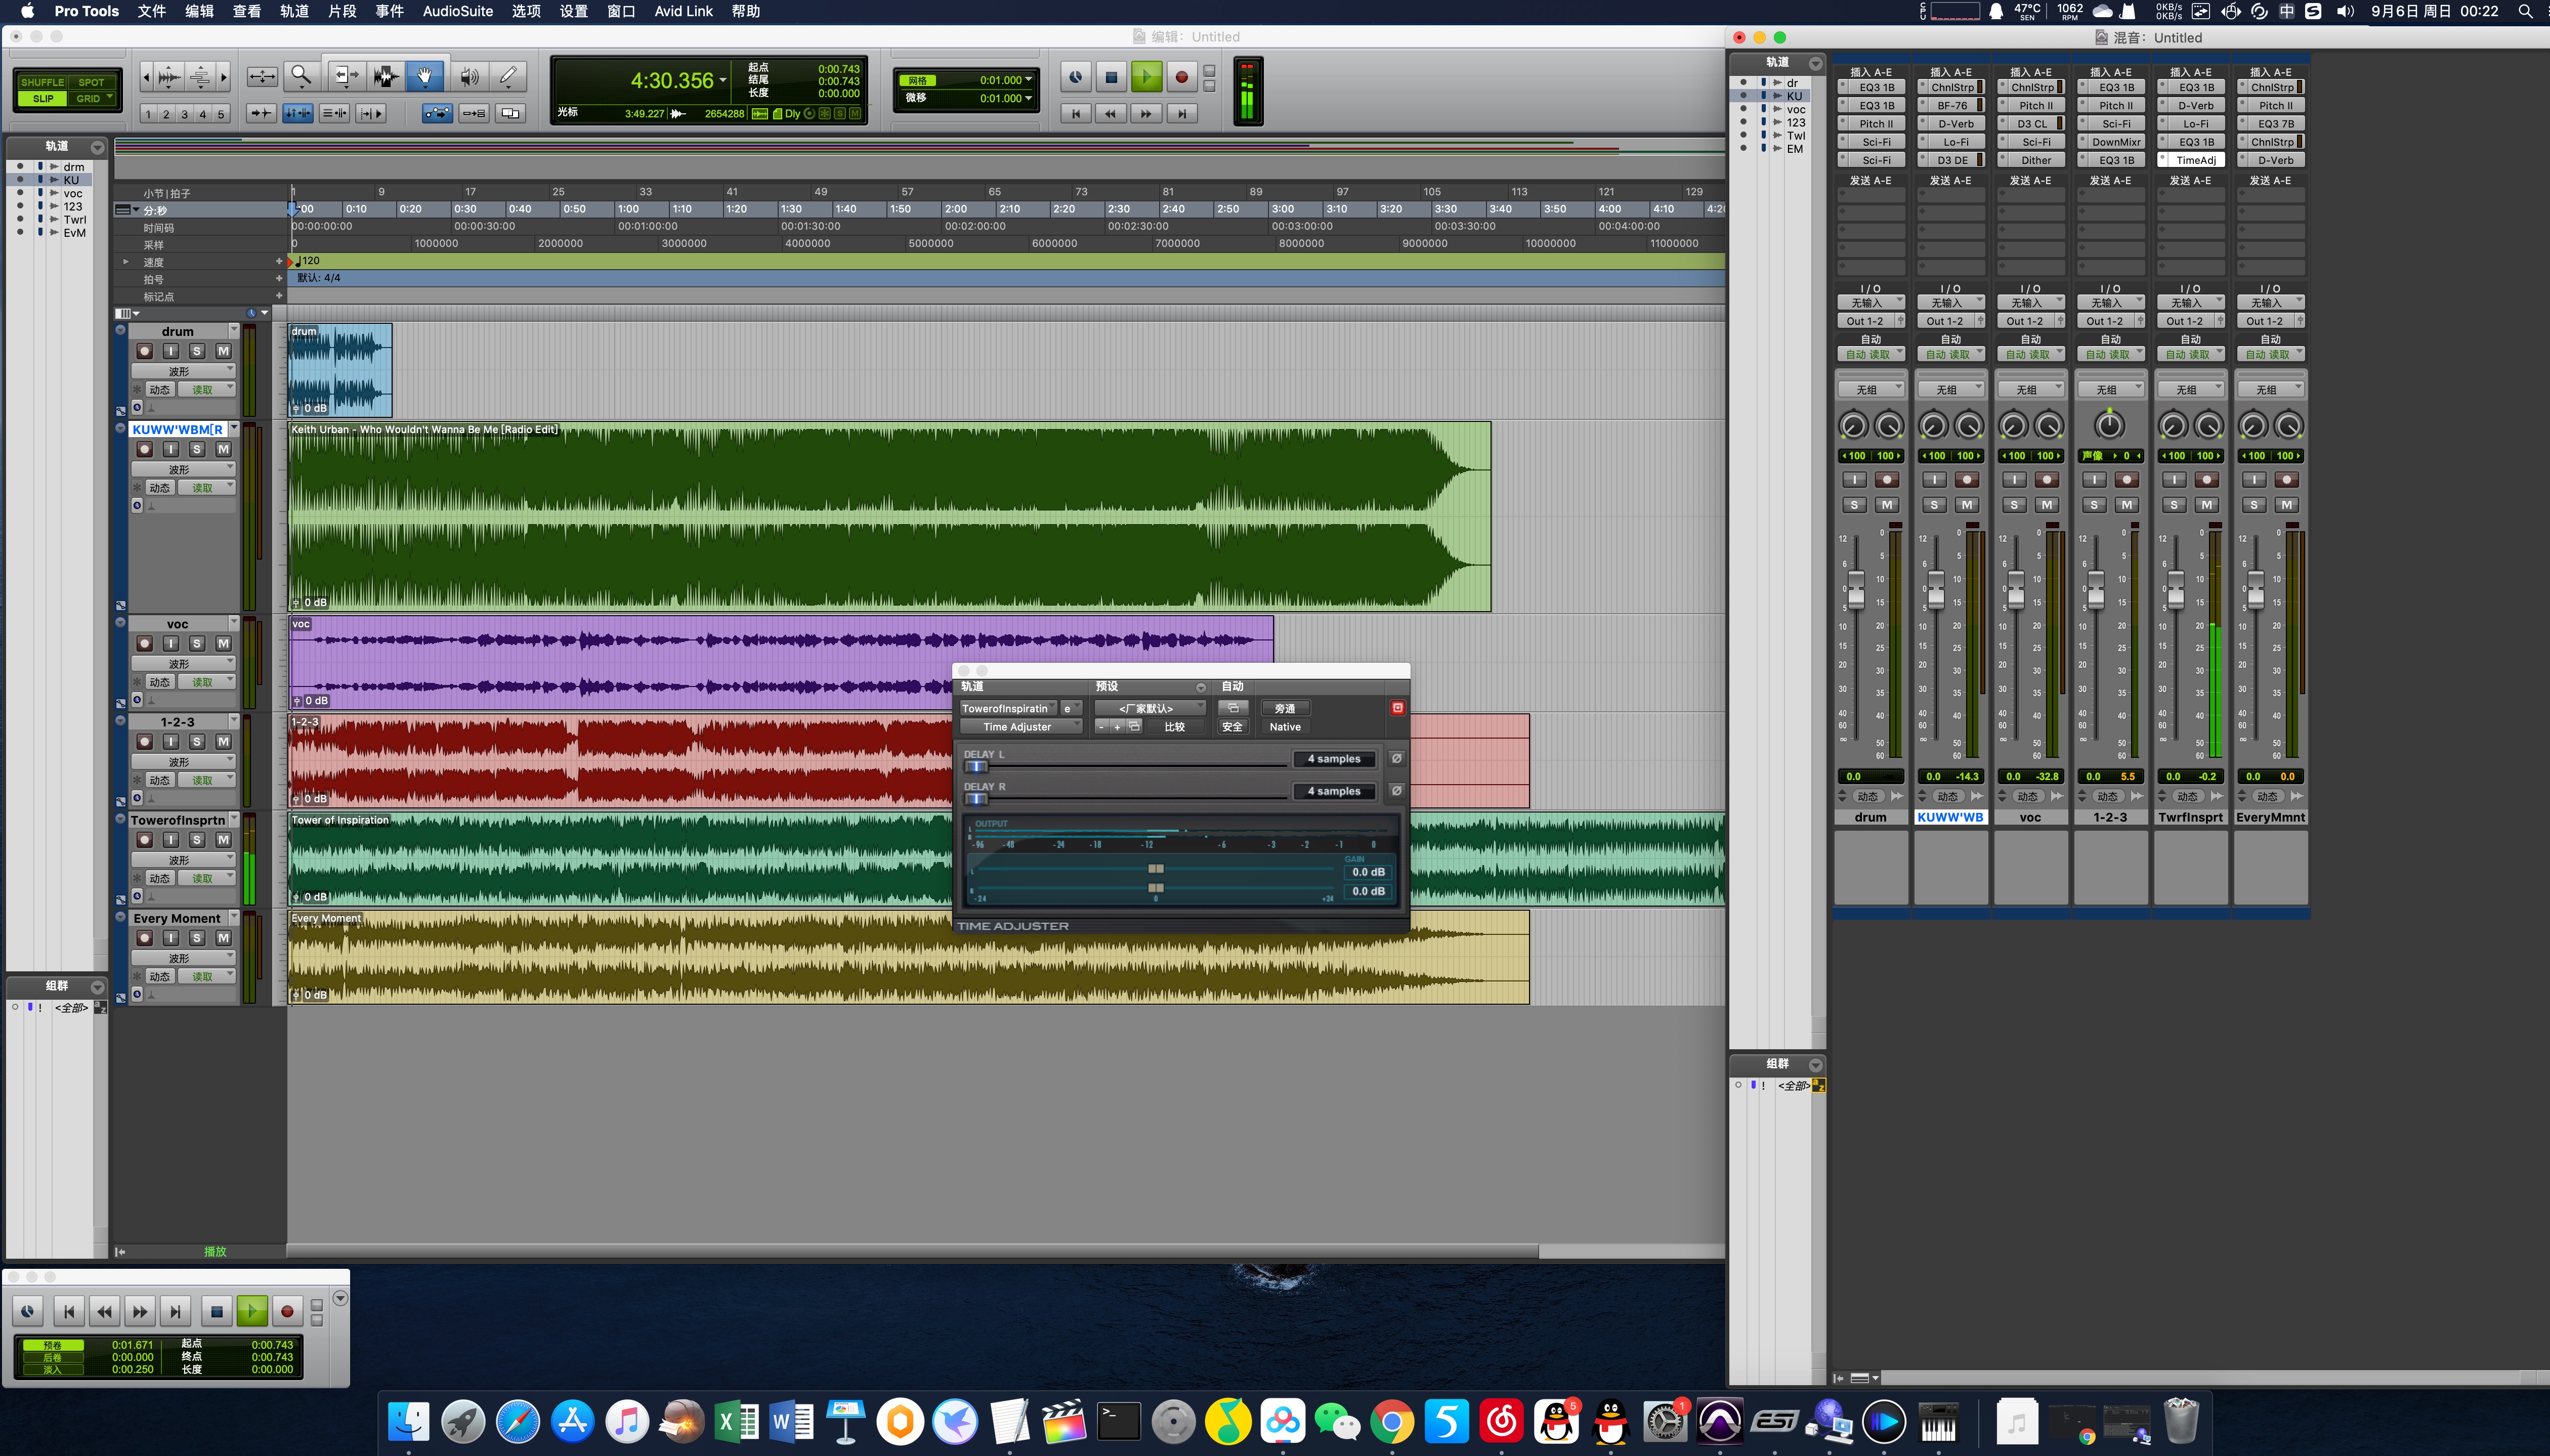 Pro Tools 文件 编辑 查看 轨道 片段 事件 AudioSuite 选项 设置 窗口 Avid Link 帮助
CPU 47°C SEN 1062 RPM 0KB/s 0KB/s 中 9月6日 周日 00:22
编辑: Untitled
SHUFFLE SPOT
SLIP GRID
1 2 3 4 5
4:30.356
起点 0:00.743
结尾 0:00.743
长度 0:00.000
光标 3:49.227 2654288 Dly S M
网格 0:01.000
微移 0:01.000
轨道
drm
KU
voc
123
Twrl
EvM
小节|拍子 1 9 17 25 33 41 49 57 65 73 81 89 97 105 113 121 129
分:秒 0:10 0:20 0:30 0:40 0:50 1:00 1:10 1:20 1:30 1:40 1:50 2:00 2:10 2:20 2:30 2:40 2:50 3:00 3:10 3:20 3:30 3:40 3:50 4:00 4:10
时间码 00:00:00:00 00:00:30:00 00:01:00:00 00:01:30:00 00:02:00:00 00:02:30:00 00:03:00:00 00:03:30:00 00:04:00:00
采样 0 1000000 2000000 3000000 4000000 5000000 6000000 7000000 8000000 9000000 10000000 11000000
速度 120
拍号 默认: 4/4
标记点
drum
I S M
波形
动态 读取
drum
0 dB
KUWW'WBM[R
I S M
波形
动态 读取
Keith Urban - Who Wouldn't Wanna Be Me [Radio Edit]
0 dB
voc
I S M
波形
动态 读取
voc
0 dB
1-2-3
I S M
波形
动态 读取
1-2-3
0 dB
TowerofInsprtn
I S M
波形
动态 读取
Tower of Inspiration
0 dB
Every Moment
I S M
波形
动态 读取
Every Moment
0 dB
组群
! <全部>
播放
轨道 预设 自动
TowerofInspiratin e <厂家默认> 旁通
Time Adjuster - + 比较 安全 Native
DELAY L
4 samples Ø
DELAY R
4 samples Ø
OUTPUT
L
R
-96 -48 -24 -18 -12 -6 -3 -2 -1 0
GAIN
L 0.0 dB
R 0.0 dB
-24 0 +24
TIME ADJUSTER
预卷 0:01.671 起点 0:00.743
后卷 0:00.000 终点 0:00.743
淡入 0:00.250 长度 0:00.000
混音: Untitled
轨道
dr
KU
voc
123
Twl
EM
组群
! <全部>
插入 A-E 插入 A-E 插入 A-E 插入 A-E 插入 A-E 插入 A-E
EQ3 1B ChnlStrp ChnlStrp EQ3 1B EQ3 1B ChnlStrp
EQ3 1B BF-76 Pitch II Pitch II D-Verb Pitch II
Pitch II D-Verb D3 CL Sci-Fi Lo-Fi EQ3 7B
Sci-Fi Lo-Fi Sci-Fi DownMixr EQ3 1B ChnlStrp
Sci-Fi D3 DE Dither EQ3 1B TimeAdj D-Verb
发送 A-E 发送 A-E 发送 A-E 发送 A-E 发送 A-E 发送 A-E
I / O I / O I / O I / O I / O I / O
无输入 无输入 无输入 无输入 无输入 无输入
Out 1-2 Out 1-2 Out 1-2 Out 1-2 Out 1-2 Out 1-2
自动 自动 自动 自动 自动 自动
自动 读取 自动 读取 自动 读取 自动 读取 自动 读取 自动 读取
无组 无组 无组 无组 无组 无组
100 100 100 100 100 100 声像 0 100 100 100 100
I I I I I I
S M S M S M S M S M S M
0.0 0.0 -14.3 0.0 -32.8 0.0 5.5 0.0 -0.2 0.0 0.0
动态 动态 动态 动态 动态 动态
drum KUWW'WB voc 1-2-3 TwrfInsprt EveryMmnt
X W >_ 5 5 1 ESI